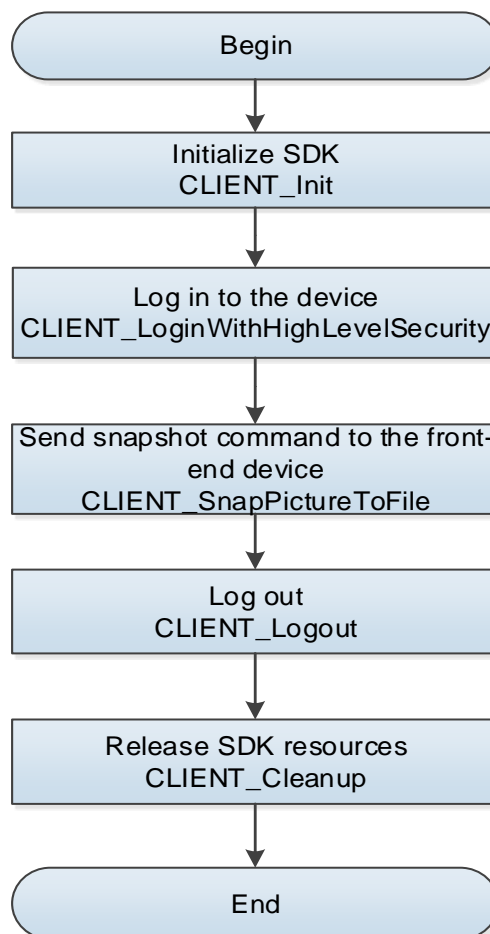 Begin
Initialize SDK
CLIENT_Init
Log in to the device
CLIENT_LoginWithHighLevelSecurity
Send snapshot command to the front-
end device
CLIENT_SnapPictureToFile
Log out
CLIENT_Logout
Release SDK resources
CLIENT_Cleanup
End